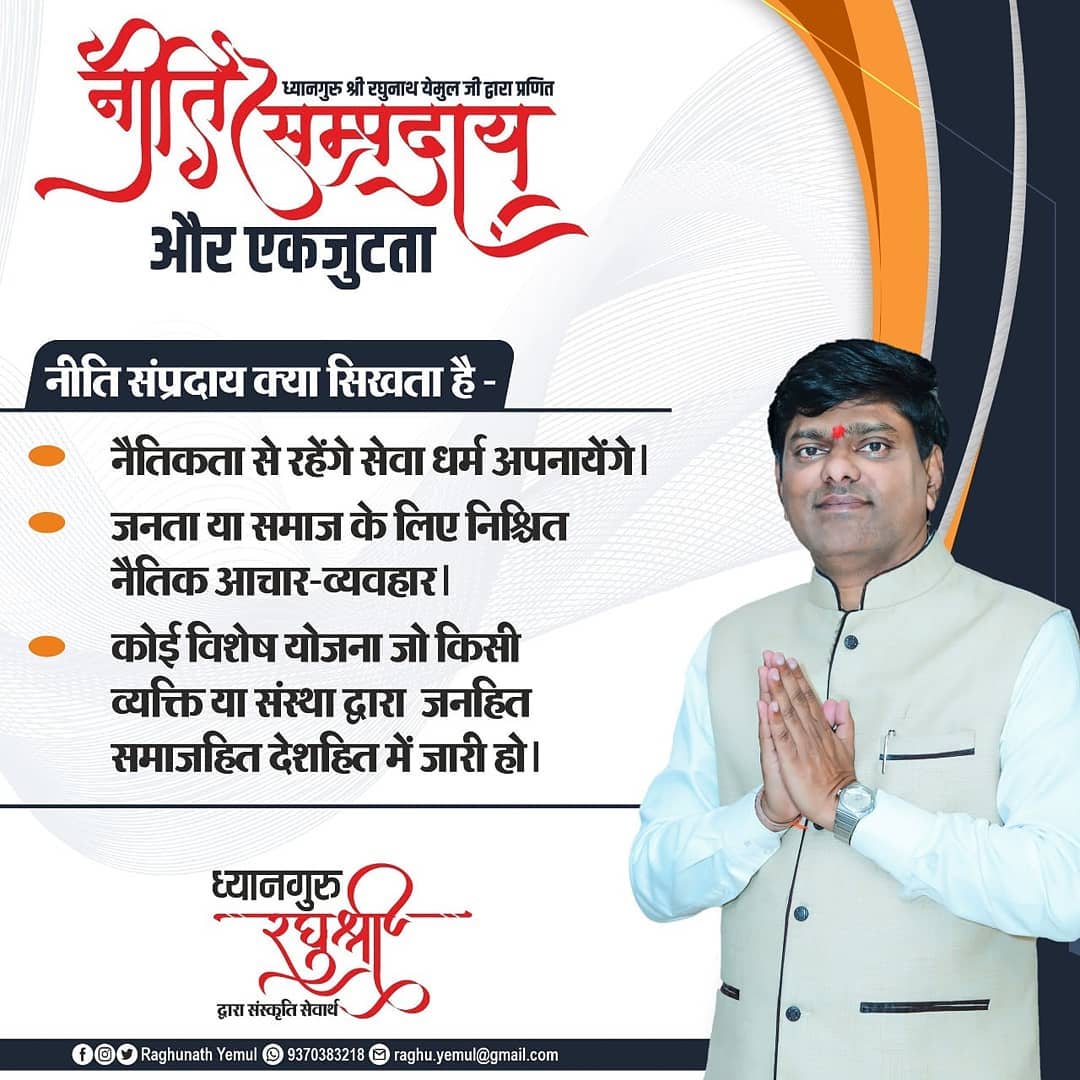 ध्यानगुरु श्री रघुनाथ येमुल जी द्वारा प्रणित
नीति सम्प्रदाय
और एकजुटता
नीति संप्रदाय क्या सिखता है -
नैतिकता से रहेंगे सेवा धर्म अपनायेंगे।
जनता या समाज के लिए निश्चित
नैतिक आचार-व्यवहार।
कोई विशेष योजना जो किसी
व्यक्ति या संस्था द्वारा जनहित
समाजहित देशहित में जारी हो।
ध्यानगुरु
रघुश्री
द्वारा संस्कृति सेवार्थ
Raghunath Yemul 9370383218 raghu.yemul@gmail.com